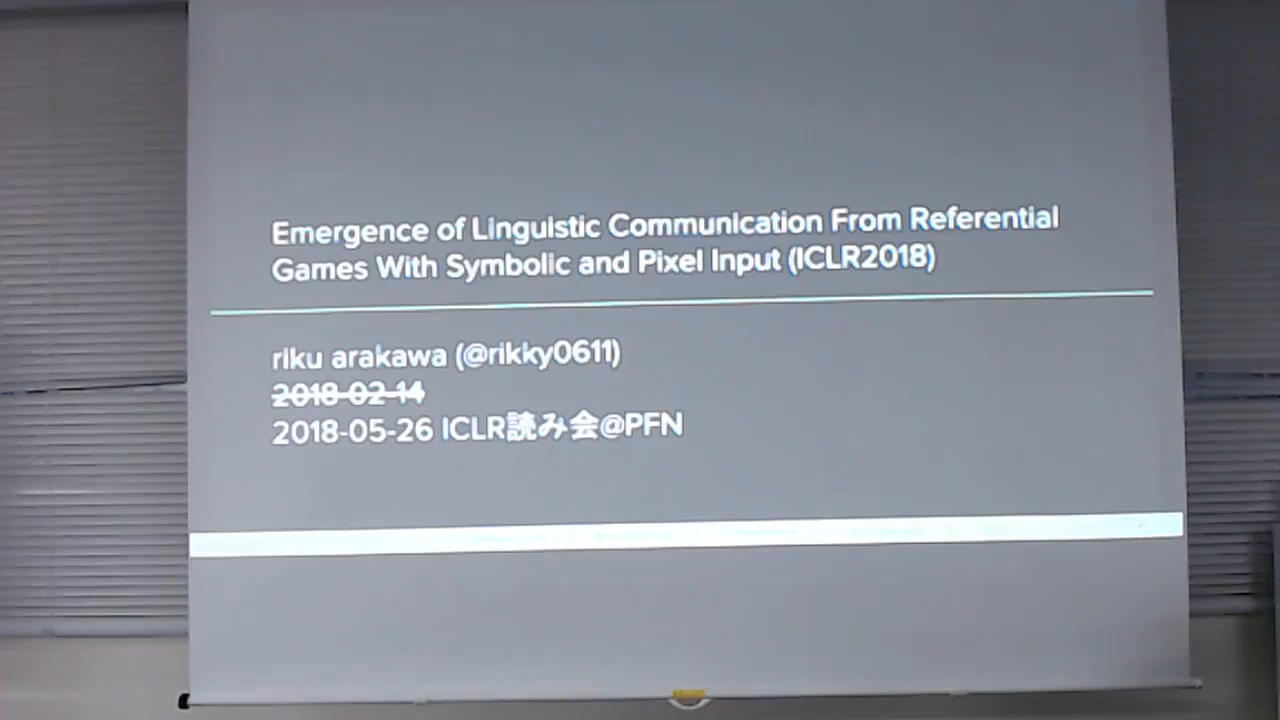 Emergence of Linguistic Communication From Referential
Games With Symbolic and Pixel Input (ICLR2018)
riku arakawa (@rikky0611)
2018-02-14
2018-05-26 ICLR読み会@PFN